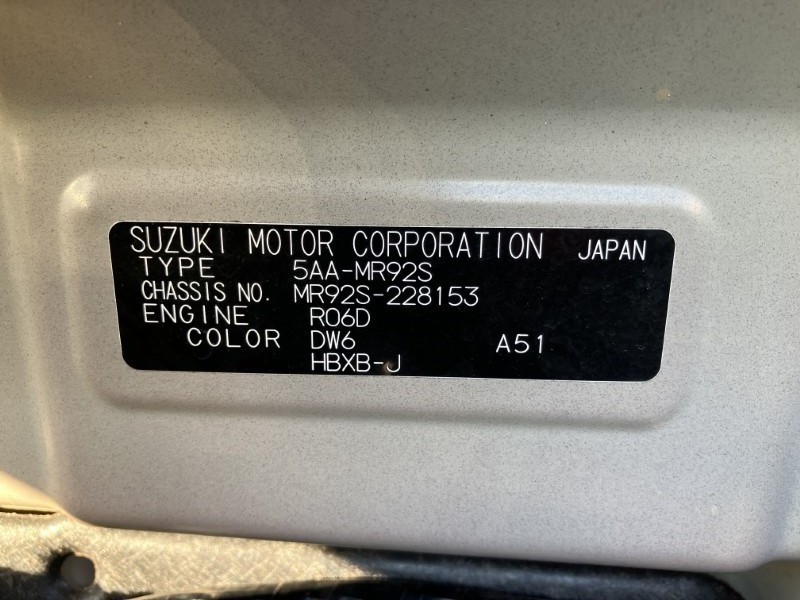 SUZUKI MOTOR CORPORATION JAPAN
TYPE 5AA-MR92S
CHASSIS NO. MR92S-228153
ENGINE R06D
COLOR DW6 A51
HBXB-J